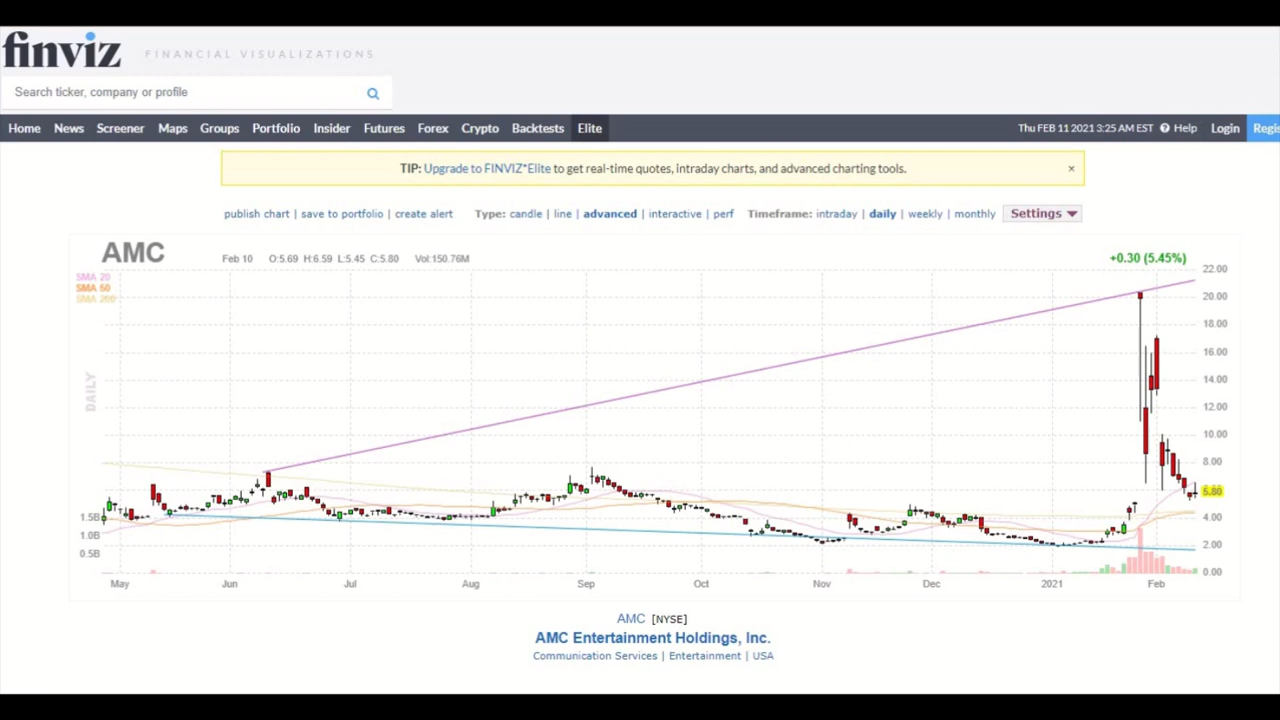 finviz FINANCIAL VISUALIZATIONS
Search ticker, company or profile
Home News Screener Maps Groups Portfolio Insider Futures Forex Crypto Backtests Elite Thu FEB 11 2021 3:25 AM EST Help Login Regi
TIP: Upgrade to FINVIZ*Elite to get real-time quotes, intraday charts, and advanced charting tools. ×
publish chart | save to portfolio | create alert Type: candle | line | advanced | interactive | perf Timeframe: intraday | daily | weekly | monthly Settings
AMC Feb 10 O:5.69 H:6.59 L:5.45 C:5.80 Vol:150.76M +0.30 (5.45%)
SMA 20
SMA 50
SMA 200
DAILY
22.00
20.00
18.00
16.00
14.00
12.00
10.00
8.00
5.80
4.00
2.00
0.00
1.5B
1.0B
0.5B
May Jun Jul Aug Sep Oct Nov Dec 2021 Feb
AMC [NYSE]
AMC Entertainment Holdings, Inc.
Communication Services | Entertainment | USA